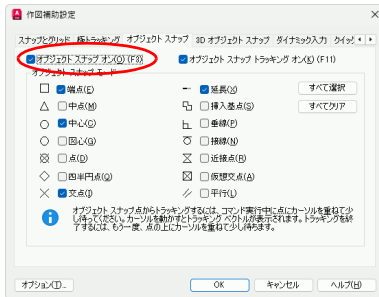 作図補助設定
スナップとグリッド 極トラッキング オブジェクト スナップ 3D オブジェクト スナップ ダイナミック入力 クイック
オブジェクト スナップ オン(O) (F3) オブジェクト スナップ トラッキング オン(K) (F11)
オブジェクト スナップ モード
端点(E) 延長(X) すべて選択
中点(M) 挿入基点(S) すべてクリア
中心(C) 垂線(P)
図心(G) 接線(N)
点(D) 近接点(R)
四半円点(Q) 仮想交点(A)
交点(I) 平行(L)
オブジェクト スナップ点からトラッキングするには、コマンド実行中に点にカーソルを重ねて少
し待ってください。カーソルを動かすとトラッキング ベクトルが表示されます。トラッキングを終
了するには、もう一度、点の上にカーソルを重ねて少し待ちます。
オプション(T)... OK キャンセル ヘルプ(H)